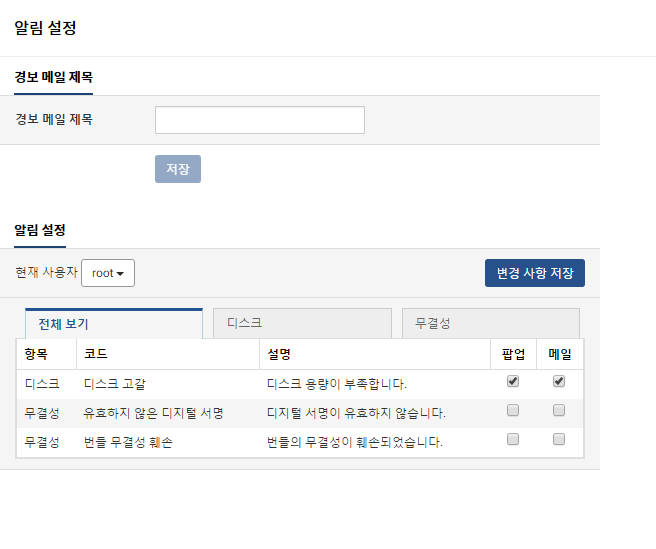 알림 설정
경보 메일 제목
경보 메일 제목
저장
알림 설정
현재 사용자 root 변경 사항 저장
전체 보기 디스크 무결성
항목 코드 설명 팝업 메일
디스크 디스크 고갈 디스크 용량이 부족합니다.
무결성 유효하지 않은 디지털 서명 디지털 서명이 유효하지 않습니다.
무결성 번들 무결성 훼손 번들의 무결성이 훼손되었습니다.